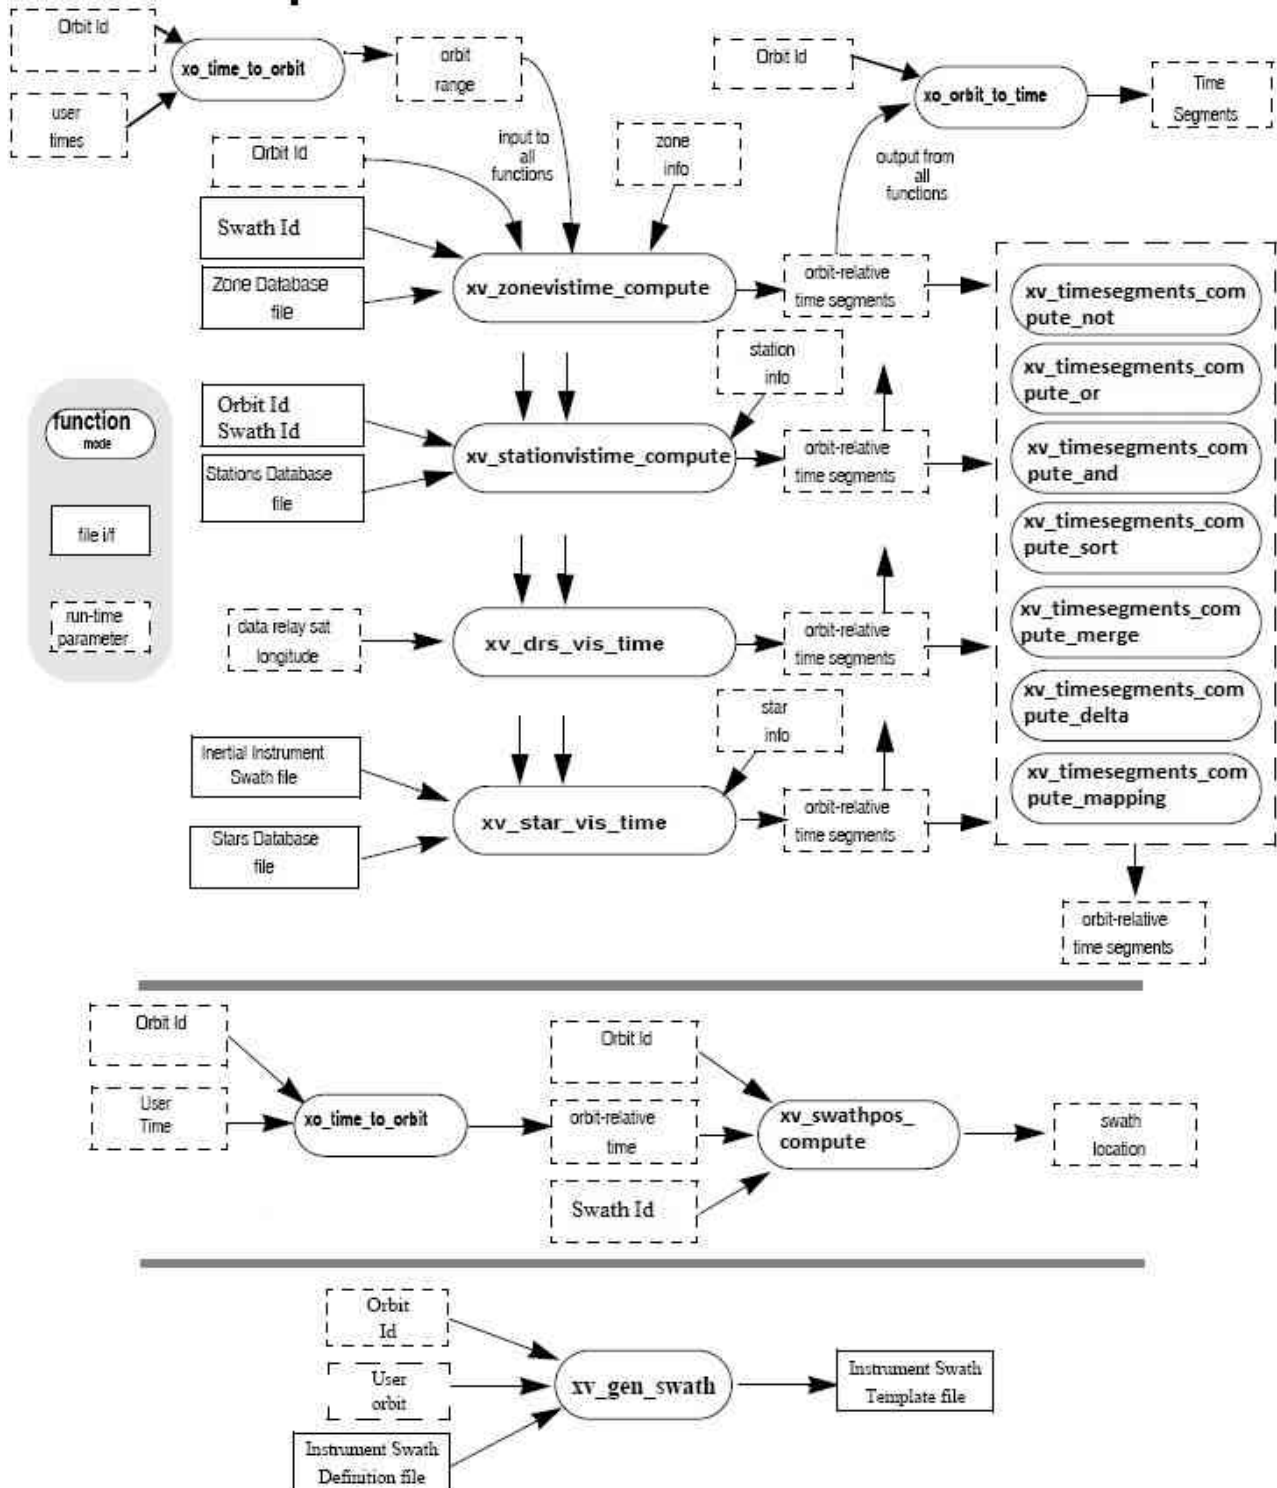 Orbit Id
user
times
xo_time_to_orbit
orbit
range
Orbit Id
xo_orbit_to_time
Time
Segments
Orbit Id
input to
all
functions
zone
info
output from
all
functions
Swath Id
Zone Database
file
xv_zonevistime_compute
orbit-relative
time segments
station
info
Orbit Id
Swath Id
Stations Database
file
xv_stationvistime_compute
orbit-relative
time segments
function
mode
file i/f
run-time
parameter
data relay sat
longitude
xv_drs_vis_time
orbit-relative
time segments
star
info
Inertial Instrument
Swath file
Stars Database
file
xv_star_vis_time
orbit-relative
time segments
xv_timesegments_com
pute_not
xv_timesegments_com
pute_or
xv_timesegments_com
pute_and
xv_timesegments_com
pute_sort
xv_timesegments_com
pute_merge
xv_timesegments_com
pute_delta
xv_timesegments_com
pute_mapping
orbit-relative
time segments
Orbit Id
User
Time
xo_time_to_orbit
Orbit Id
orbit-relative
time
Swath Id
xv_swathpos_
compute
swath
location
Orbit
Id
User
orbit
Instrument Swath
Definition file
xv_gen_swath
Instrument Swath
Template file